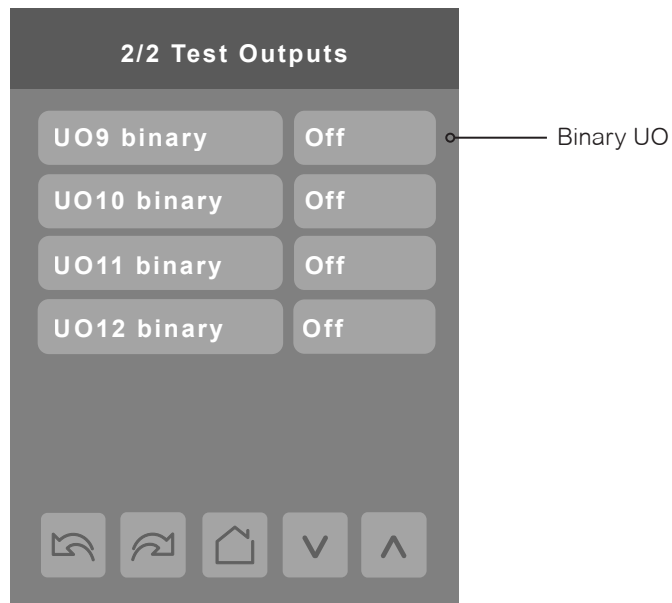 2/2 Test Outputs
UO9 binary Off Binary UO
UO10 binary Off
UO11 binary Off
UO12 binary Off